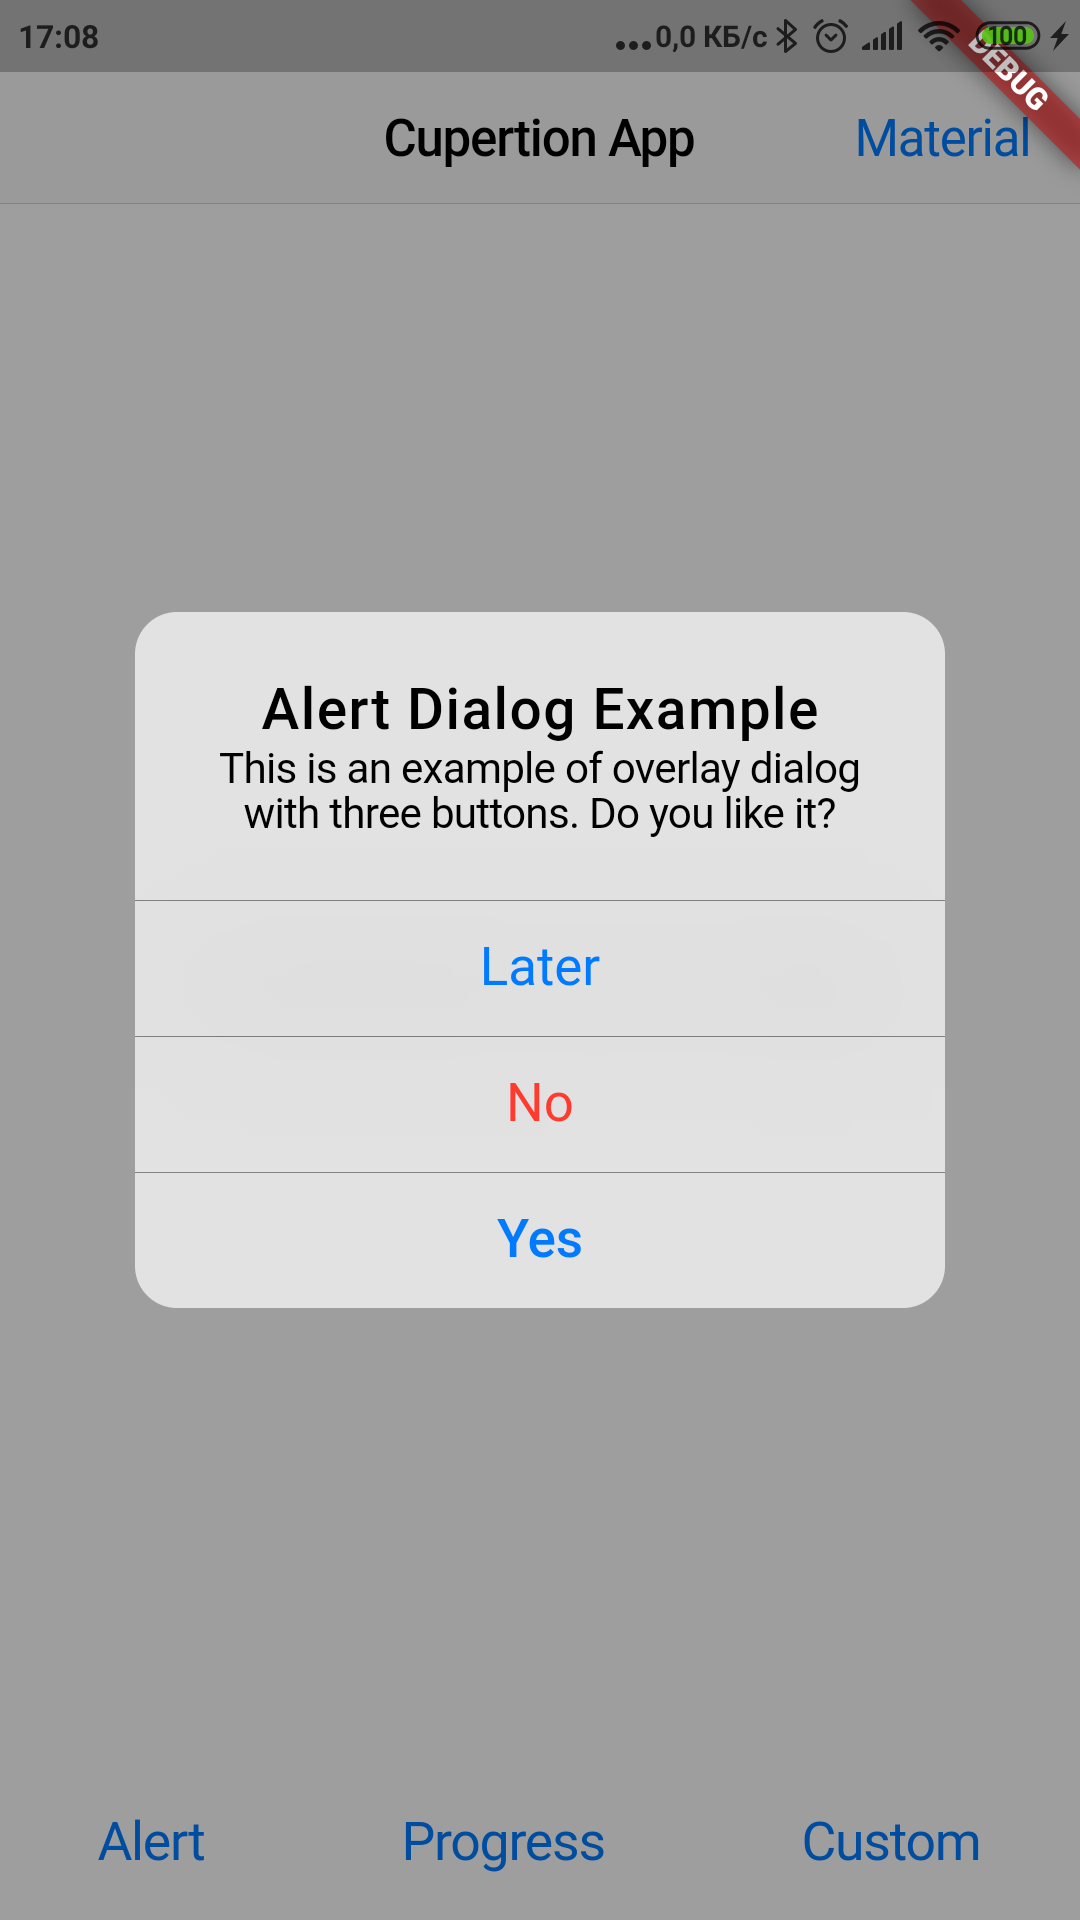 17:08 ...0,0 КБ/с 100
DEBUG
Cupertion App Material
Alert Dialog Example
This is an example of overlay dialog
with three buttons. Do you like it?
Later
No
Yes
Alert Progress Custom